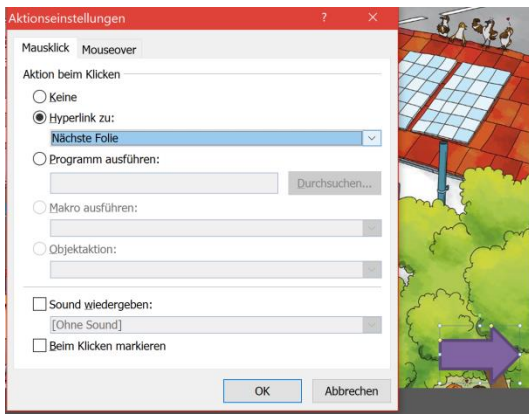 Aktionseinstellungen ? ×
Mausklick Mouseover
Aktion beim Klicken
Keine
Hyperlink zu:
Nächste Folie
Programm ausführen:
Durchsuchen...
Makro ausführen:
Objektaktion:
Sound wiedergeben:
[Ohne Sound]
Beim Klicken markieren
OK Abbrechen